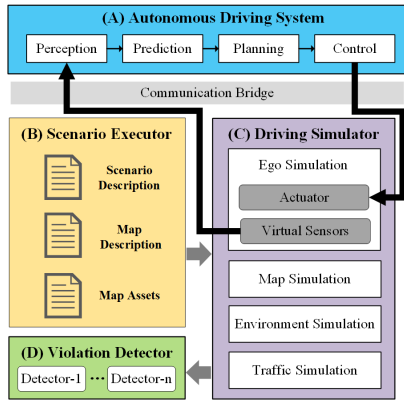 (A) Autonomous Driving System
Perception
Prediction
Planning
Control
Communication Bridge
(B) Scenario Executor
Scenario
Description
Map
Description
Map Assets
(C) Driving Simulator
Ego Simulation
Actuator
Virtual Sensors
Map Simulation
Environment Simulation
Traffic Simulation
(D) Violation Detector
Detector-1 ··· Detector-n